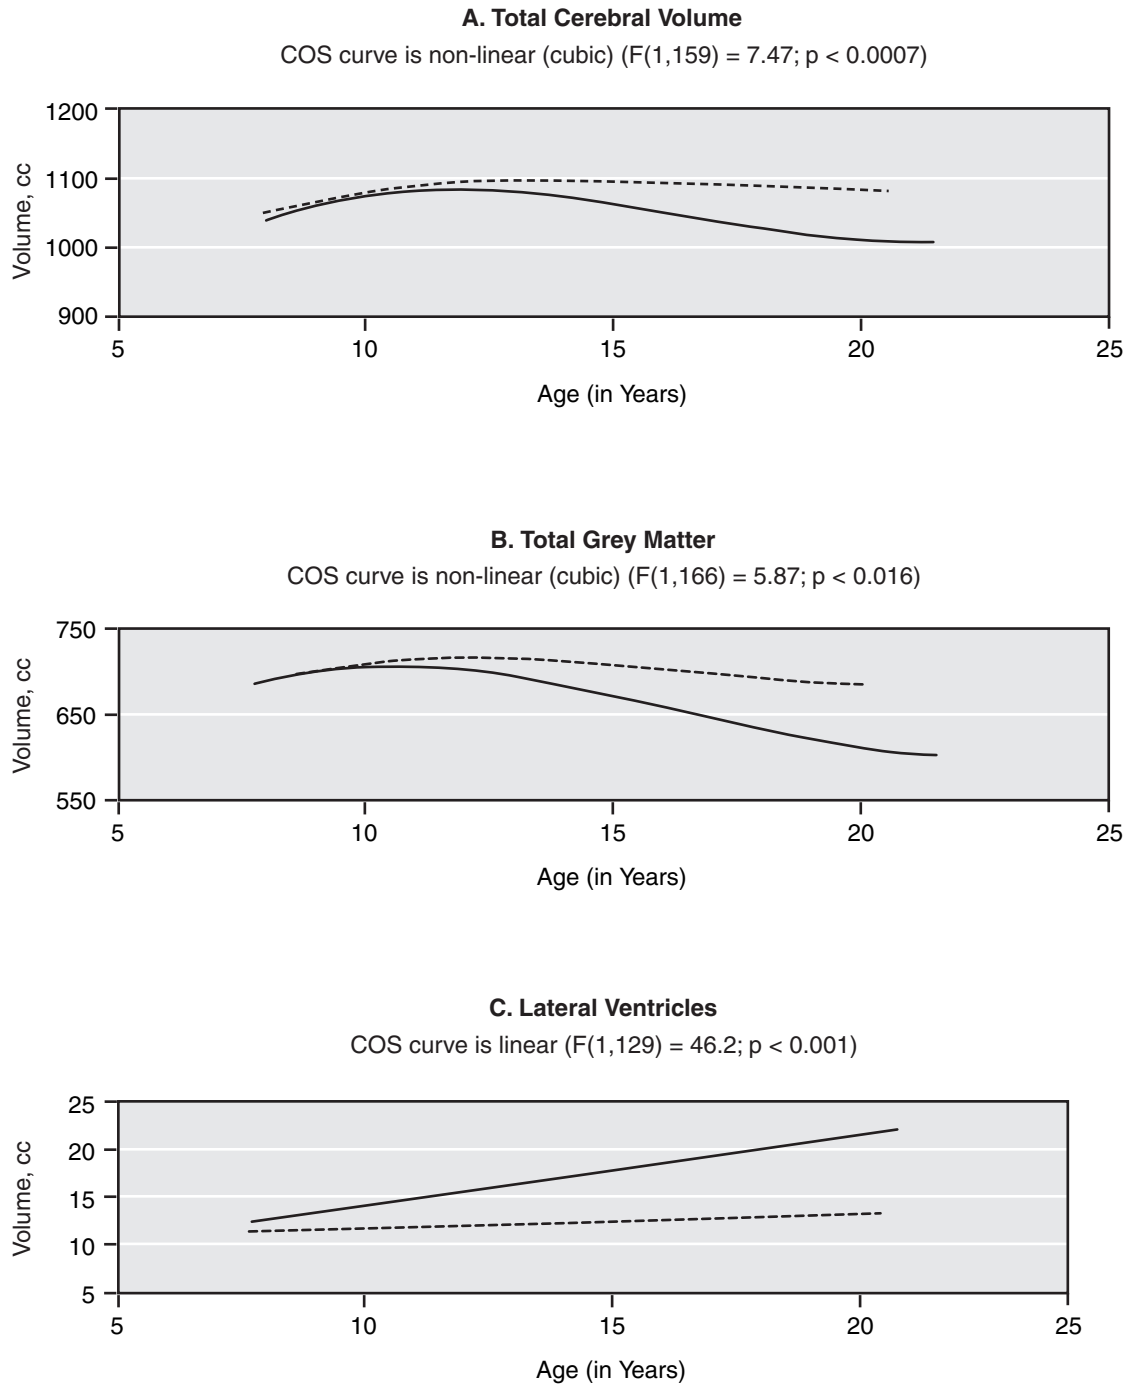 A. Total Cerebral Volume
COS curve is non-linear (cubic) (F(1,159) = 7.47; p < 0.0007)
1200
1100
1000
900
Volume, cc
5 10 15 20 25
Age (in Years)
B. Total Grey Matter
COS curve is non-linear (cubic) (F(1,166) = 5.87; p < 0.016)
750
650
550
Volume, cc
5 10 15 20 25
Age (in Years)
C. Lateral Ventricles
COS curve is linear (F(1,129) = 46.2; p < 0.001)
25
20
15
10
5
Volume, cc
5 10 15 20 25
Age (in Years)